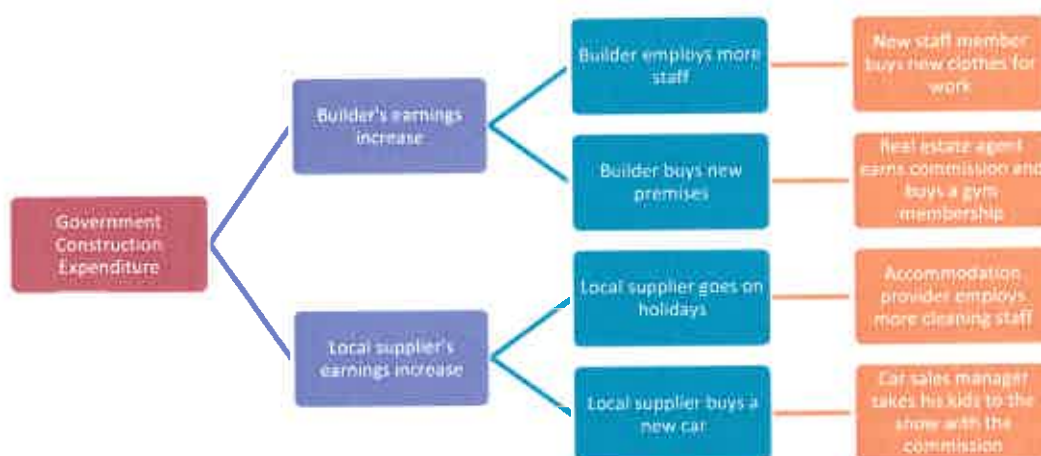 Government
Construction
Expenditure
Builder's earnings
increase
Local supplier's
earnings increase
Builder employs more
staff
Builder buys new
premises
Local supplier goes on
holidays
Local supplier buys a
new car
New staff member
buys new clothes for
work
Real estate agent
earns commission and
buys a gym
membership
Accommodation
provider employs
more cleaning staff
Car sales manager
takes his kids to the
show with the
commission